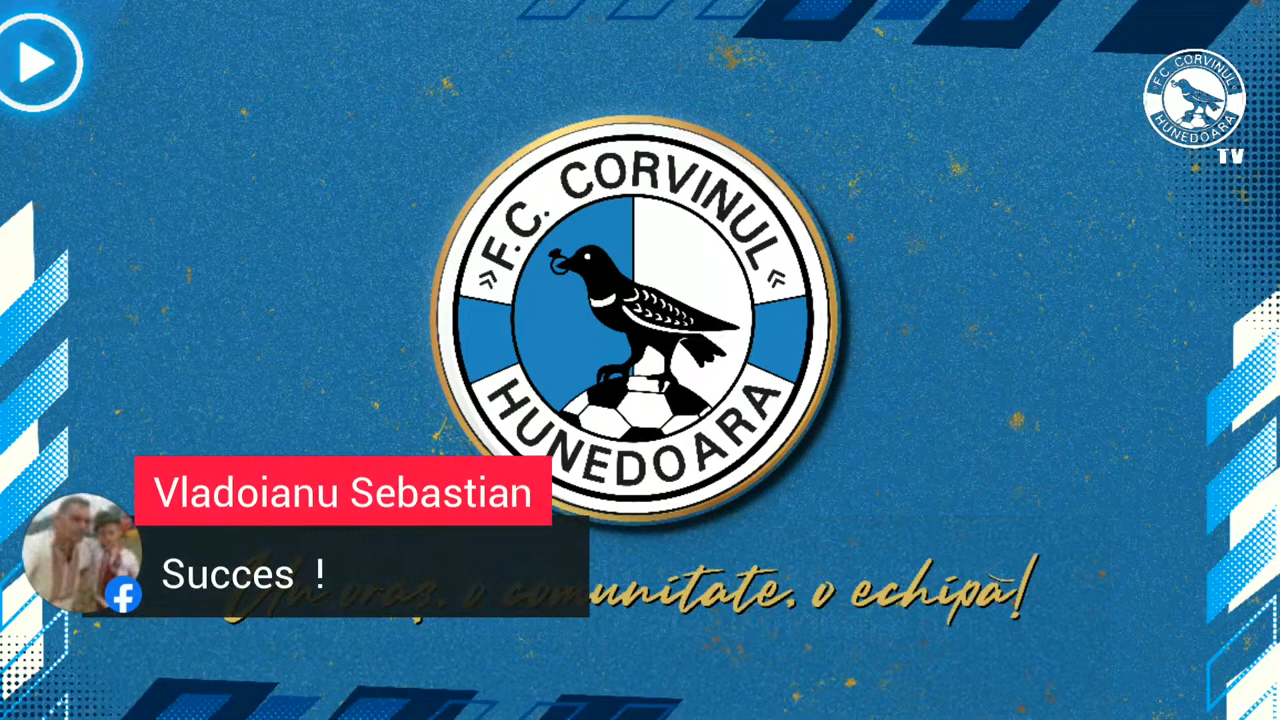 F.C. CORVINUL
HUNEDOARA
TV
» F.C. CORVINUL «
HUNEDOARA
Vladoianu Sebastian
Succes !
Un oraș, o comunitate, o echipă!